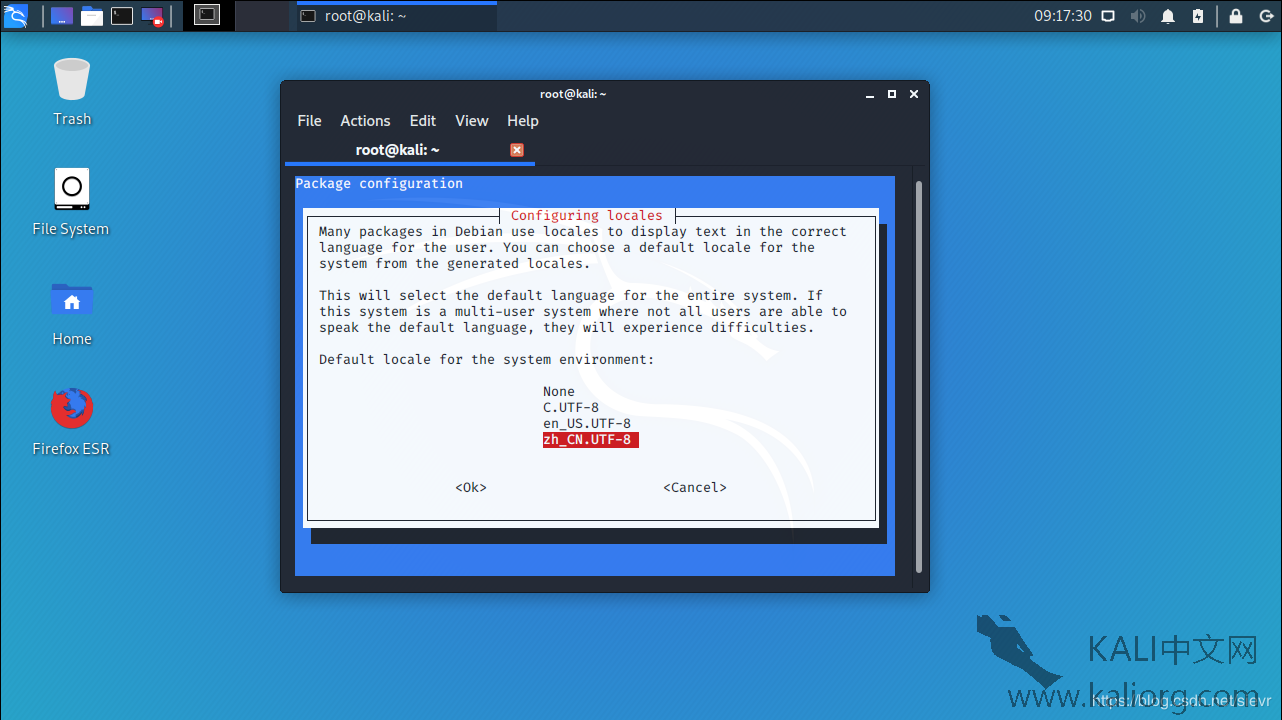 root@kali: ~
09:17:30
Trash
File System
Home
Firefox ESR
root@kali: ~
File Actions Edit View Help
root@kali: ~
Package configuration
Configuring locales
Many packages in Debian use locales to display text in the correct
language for the user. You can choose a default locale for the
system from the generated locales.
This will select the default language for the entire system. If
this system is a multi-user system where not all users are able to
speak the default language, they will experience difficulties.
Default locale for the system environment:
None
C.UTF-8
en_US.UTF-8
zh_CN.UTF-8
<Ok> <Cancel>
KALI中文网
www.kaliorg.com